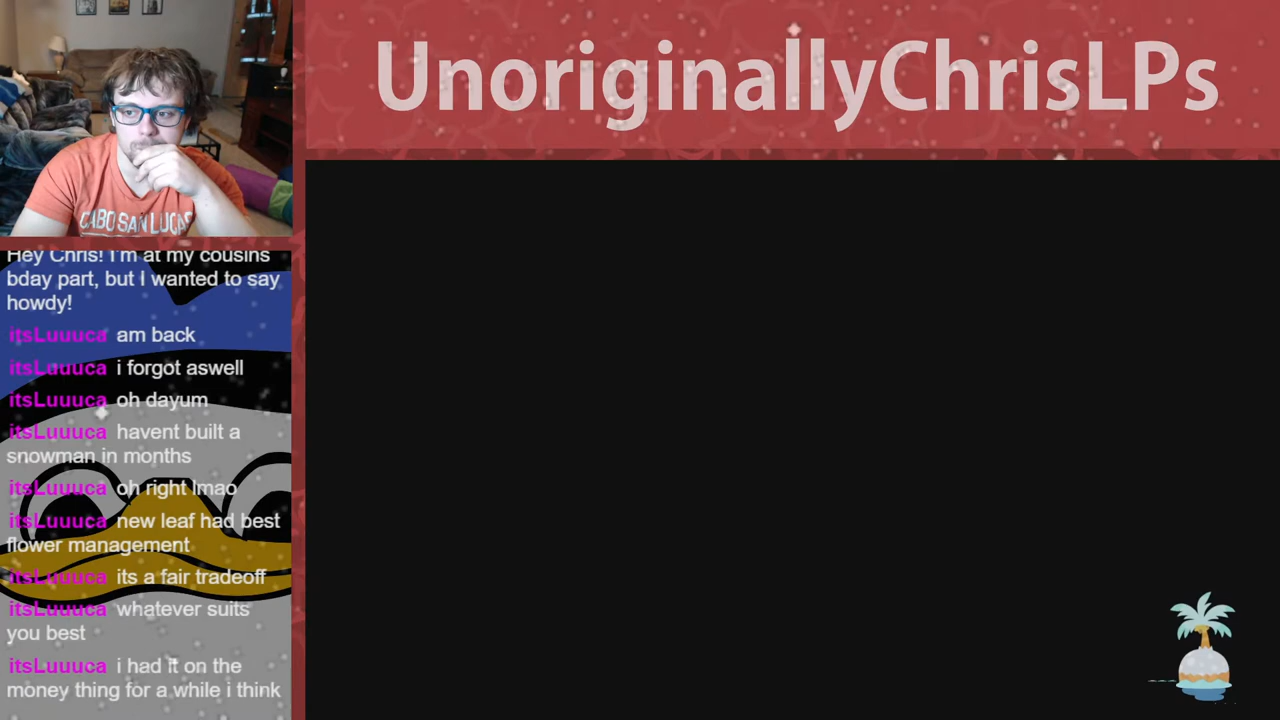 UnoriginallyChrisLPs
CABO SAN LUCAS
Hey Chris! I'm at my cousins
bday part, but I wanted to say
howdy!
itsLuuuca am back
itsLuuuca i forgot aswell
itsLuuuca oh dayum
itsLuuuca havent built a
snowman in months
itsLuuuca oh right lmao
itsLuuuca new leaf had best
flower management
itsLuuuca its a fair tradeoff
itsLuuuca whatever suits
you best
itsLuuuca i had it on the
money thing for a while i think